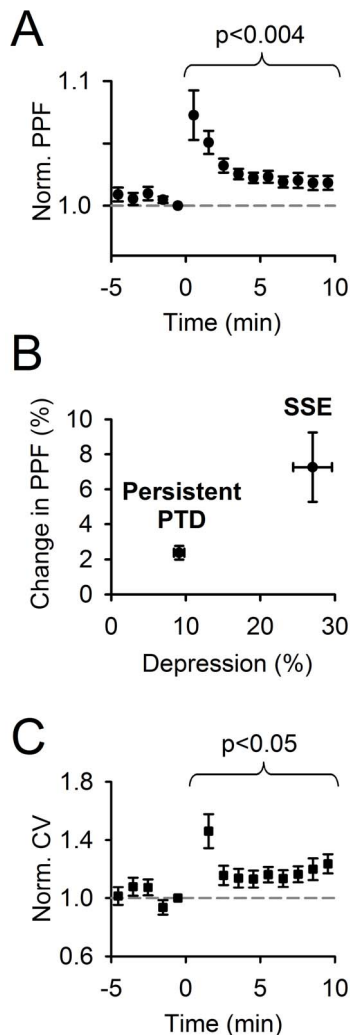 A
p<0.004
Norm. PPF
1.1
1.0
-5 0 5 10
Time (min)
B
Change in PPF (%)
10
8
6
4
2
0
SSE
Persistent
PTD
0 10 20 30
Depression (%)
C
p<0.05
Norm. CV
1.8
1.4
1.0
0.6
-5 0 5 10
Time (min)